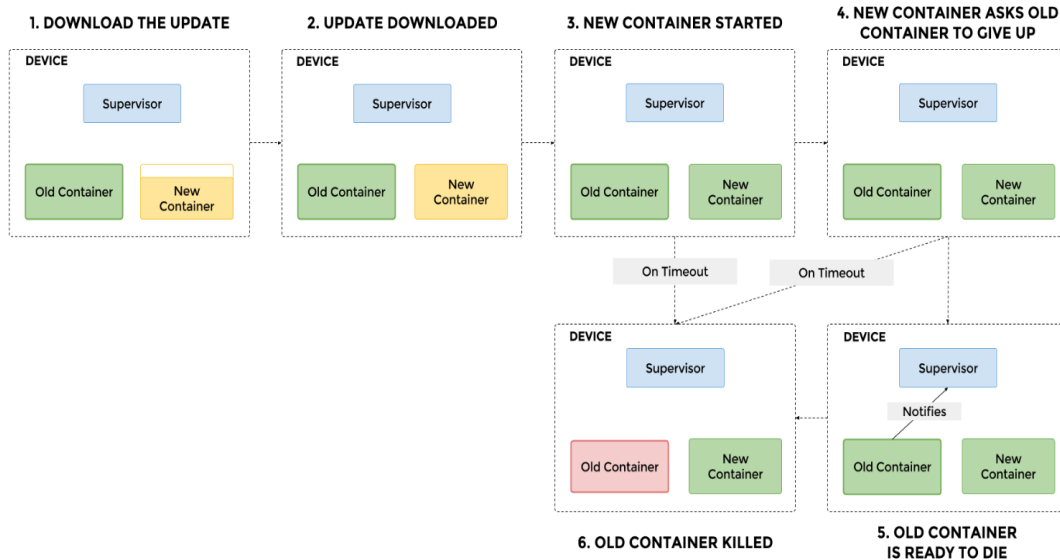 1. DOWNLOAD THE UPDATE
DEVICE
Supervisor
Old Container
New
Container
2. UPDATE DOWNLOADED
DEVICE
Supervisor
Old Container
New
Container
3. NEW CONTAINER STARTED
DEVICE
Supervisor
Old Container
New
Container
4. NEW CONTAINER ASKS OLD
CONTAINER TO GIVE UP
DEVICE
Supervisor
Old Container
New
Container
On Timeout
On Timeout
DEVICE
Supervisor
Notifies
Old Container
New
Container
5. OLD CONTAINER
IS READY TO DIE
DEVICE
Supervisor
Old Container
New
Container
6. OLD CONTAINER KILLED